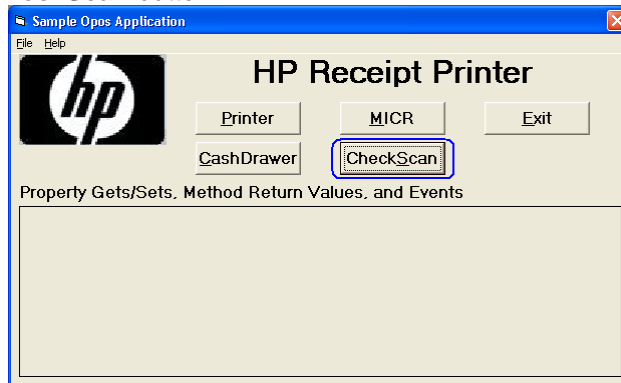 Sample Opos Application
File Help
hp
HP Receipt Printer
Printer MICR Exit
CashDrawer CheckScan
Property Gets/Sets, Method Return Values, and Events